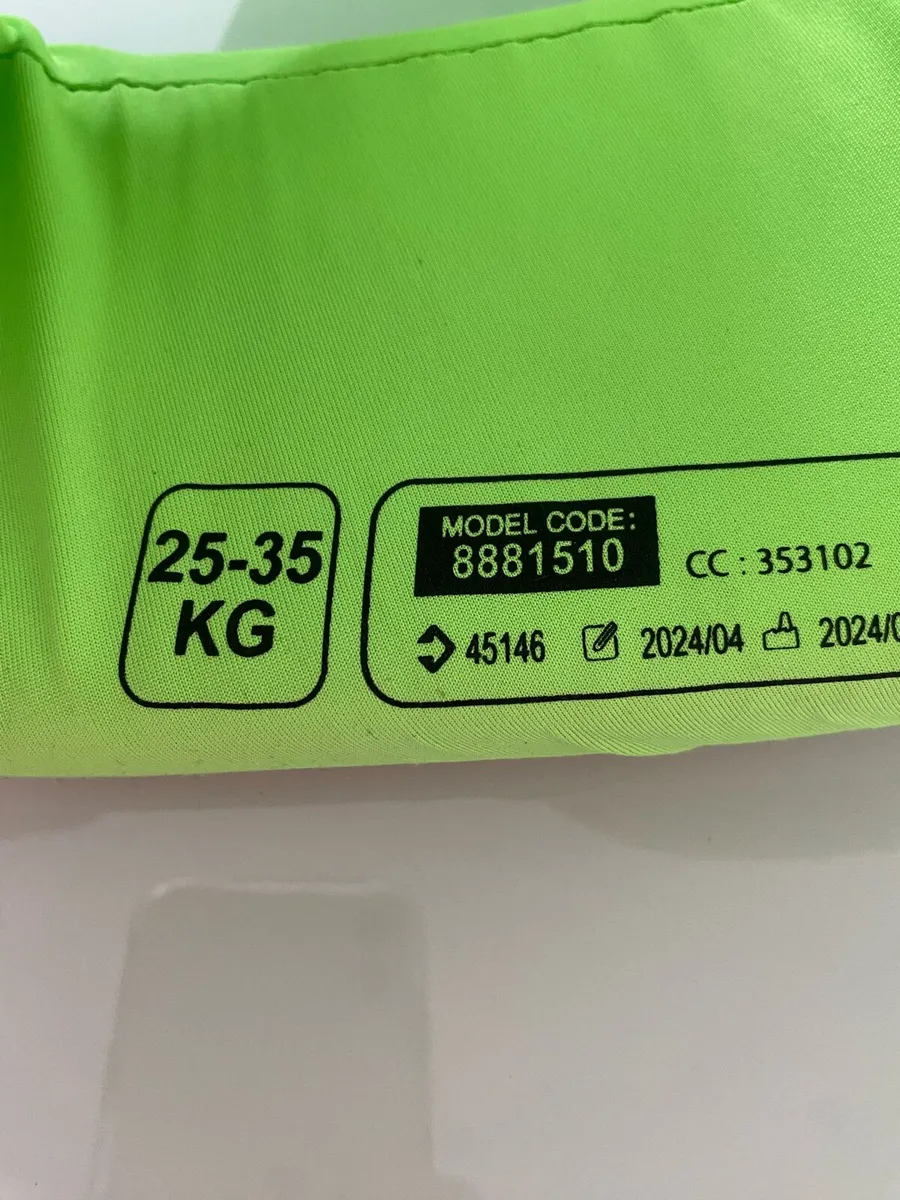 25-35
KG
MODEL CODE:
8881510
CC : 353102
45146 2024/04 2024/0